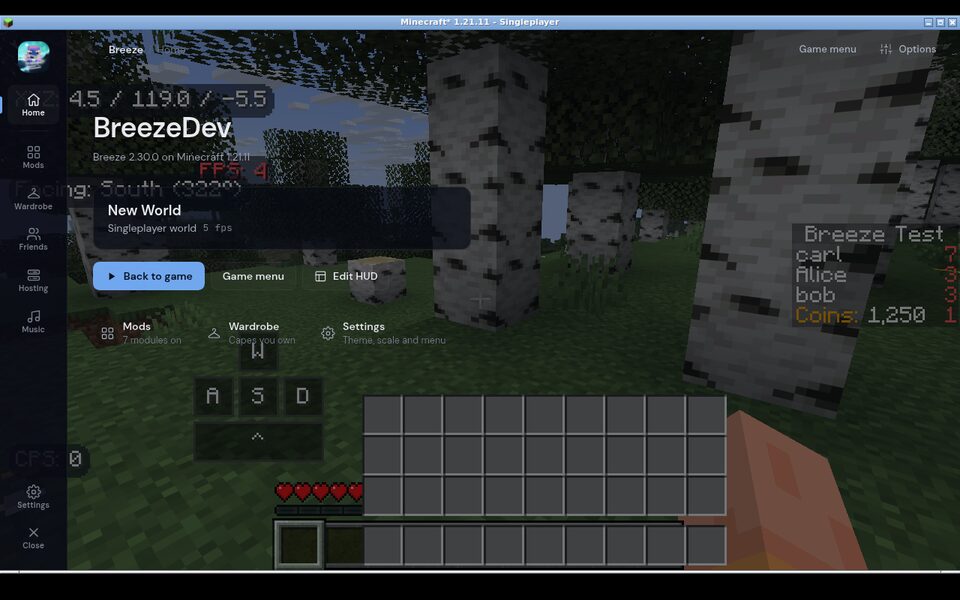 Minecraft* 1.21.11 - Singleplayer
Breeze
Game menu
Options
Home
4.5 / 119.0 / -5.5
BreezeDev
Breeze 2.30.0 on Minecraft 1.21.11
FPS: 4
Mods
Facing: South (322°)
Wardrobe
New World
Singleplayer world 5 fps
Friends
Breeze Test
carl 7
Alice 3
bob 3
Coins: 1,250 1
Hosting
Back to game
Game menu
Edit HUD
Music
Mods
7 modules on
Wardrobe
Capes you own
Settings
Theme, scale and menu
W
A S D
^
CPS: 0
Settings
Close